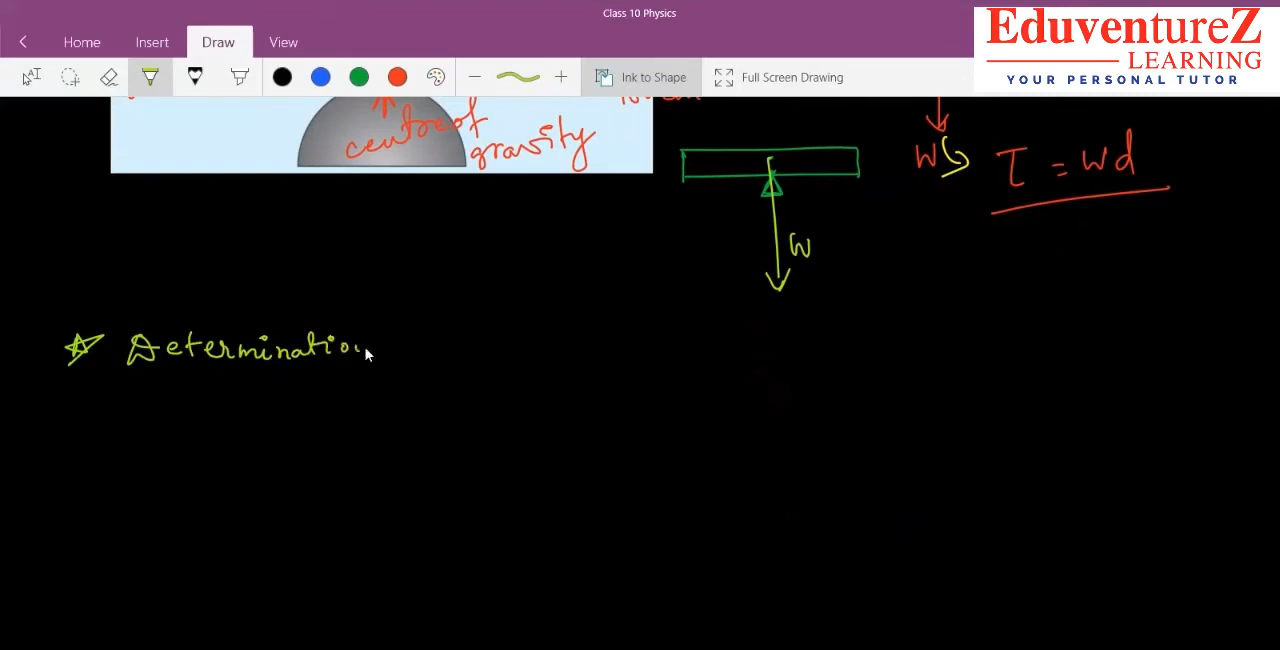 Class 10 Physics
EduventureZ
LEARNING
YOUR PERSONAL TUTOR
Home Insert Draw View
Ink to Shape Full Screen Drawing
centre of
gravity
W
τ = wd
W
Determination